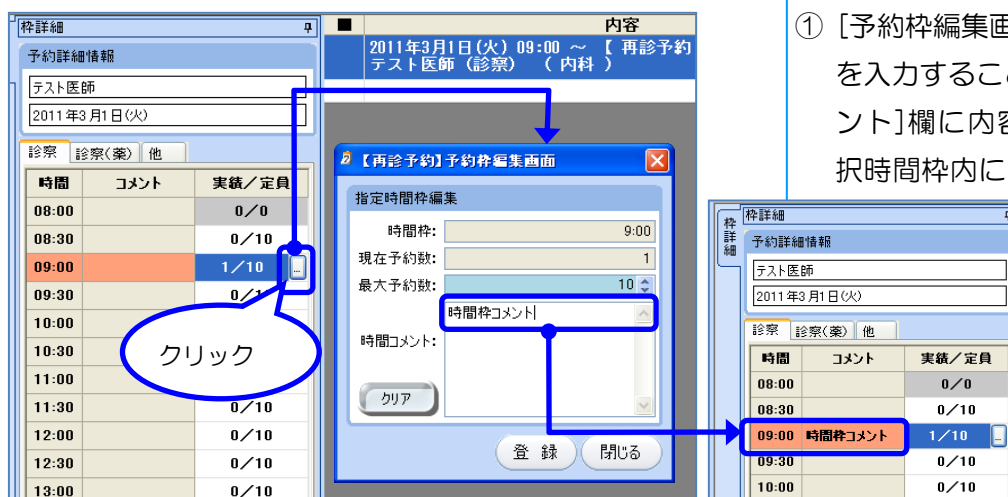 枠詳細
予約詳細情報
テスト医師
2011年3月1日(火)
診察 診察(薬) 他
時間 コメント 実績/定員
08:00 0/0
08:30 0/10
09:00 1/10 ...
09:30
10:00
10:30
11:00
11:30 0/10
12:00 0/10
12:30 0/10
13:00 0/10
クリック
■ 内容
2011年3月1日(火) 09:00 ~ 【 再診予約
テスト医師 (診察) ( 内科 )
【再診予約】予約枠編集画面
指定時間枠編集
時間枠: 9:00
現在予約数: 1
最大予約数: 10
時間枠コメント
時間コメント:
クリア
登 録 閉じる
① [予約枠編集画
を入力するこ
ント]欄に内容
択時間枠内に
枠詳細
枠詳細
予約詳細情報
テスト医師
2011年3月1日(火)
診察 診察(薬) 他
時間 コメント 実績/定員
08:00 0/0
08:30 0/10
09:00 時間枠コメント 1/10 ...
09:30 0/10
10:00 0/10